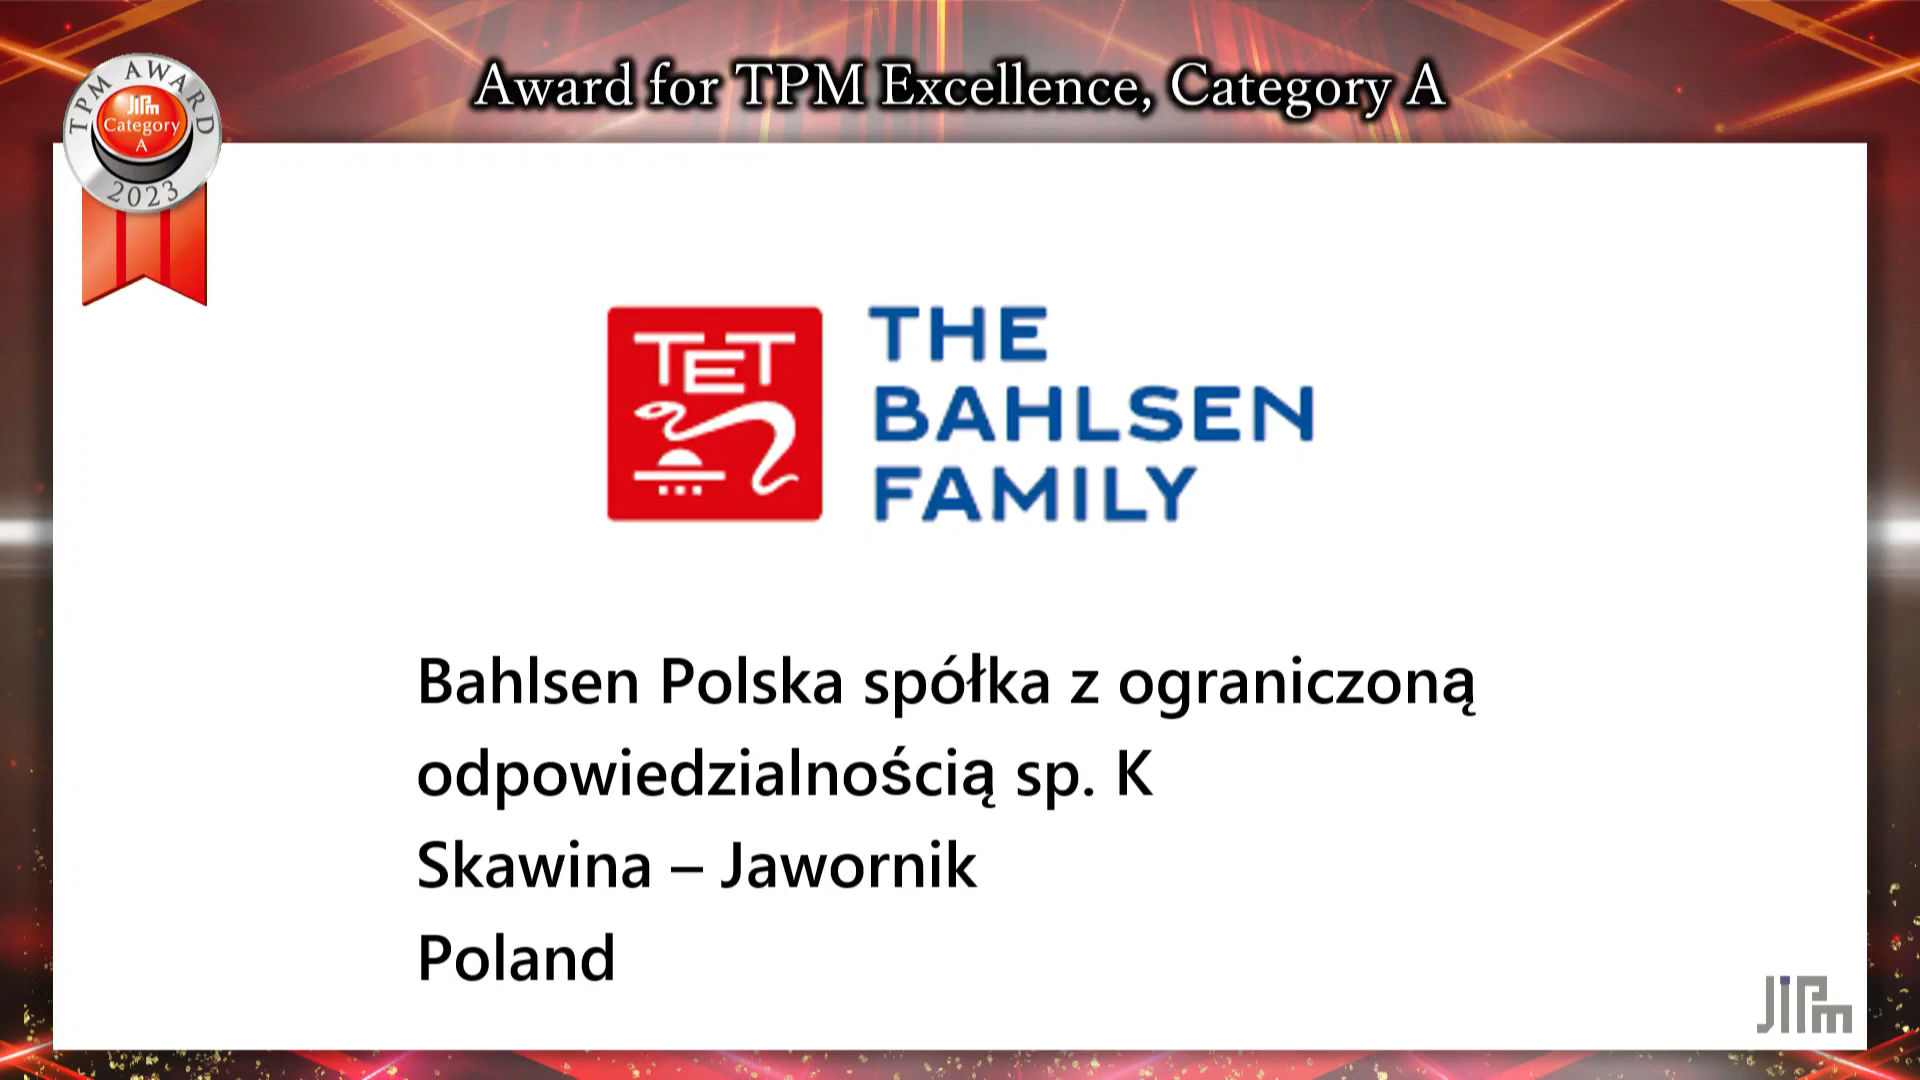 Award for TPM Excellence, Category A
TPM AWARD
JIPm
Category
A
2023
TET
THE
BAHLSEN
FAMILY
Bahlsen Polska spółka z ograniczoną
odpowiedzialnością sp. K
Skawina – Jawornik
Poland
JIPm